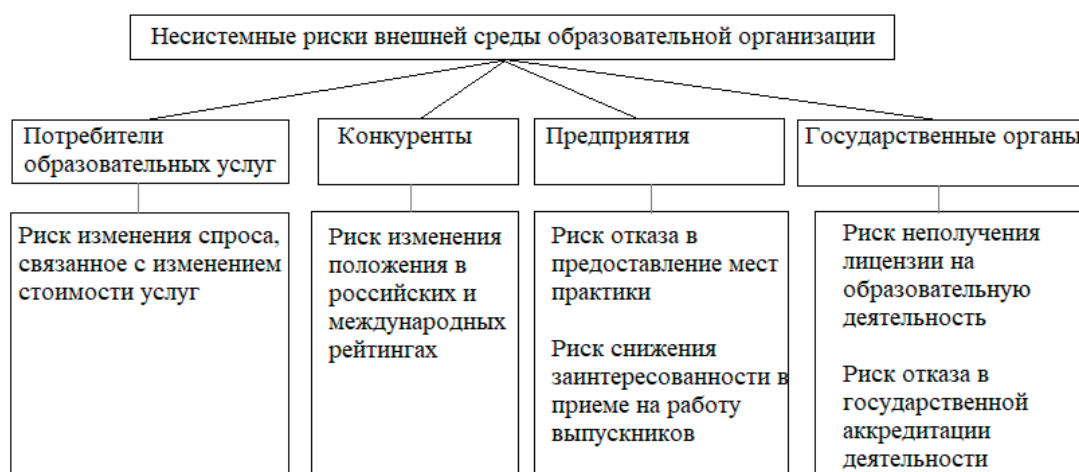 Несистемные риски внешней среды образовательной организации
Потребители
образовательных услуг
Конкуренты
Предприятия
Государственные органы
Риск изменения спроса,
связанное с изменением
стоимости услуг
Риск изменения
положения в
российских и
международных
рейтингах
Риск отказа в
предоставление мест
практики
Риск снижения
заинтересованности в
приеме на работу
выпускников
Риск неполучения
лицензии на
образовательную
деятельность
Риск отказа в
государственной
аккредитации
деятельности